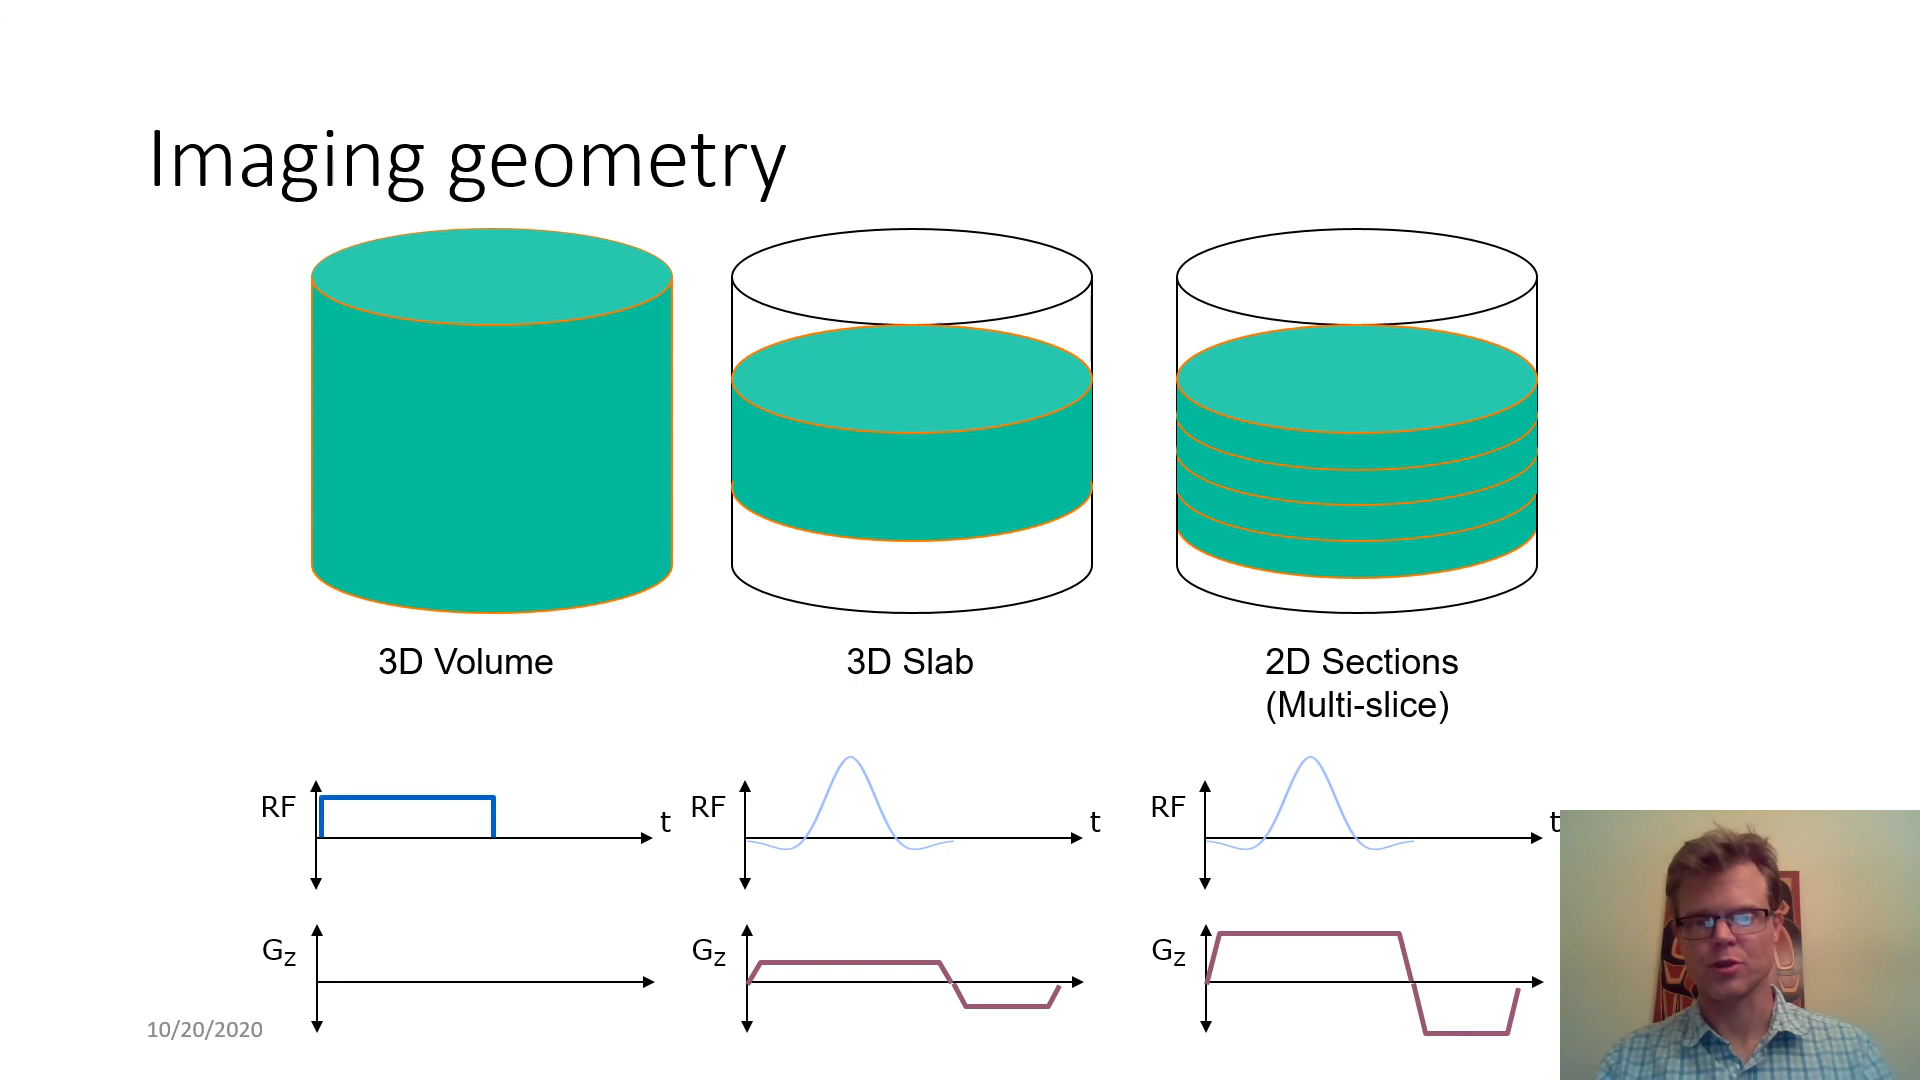 Imaging geometry
3D Volume
3D Slab
2D Sections
(Multi-slice)
RF
t
RF
t
RF
t
Gz
Gz
Gz
10/20/2020